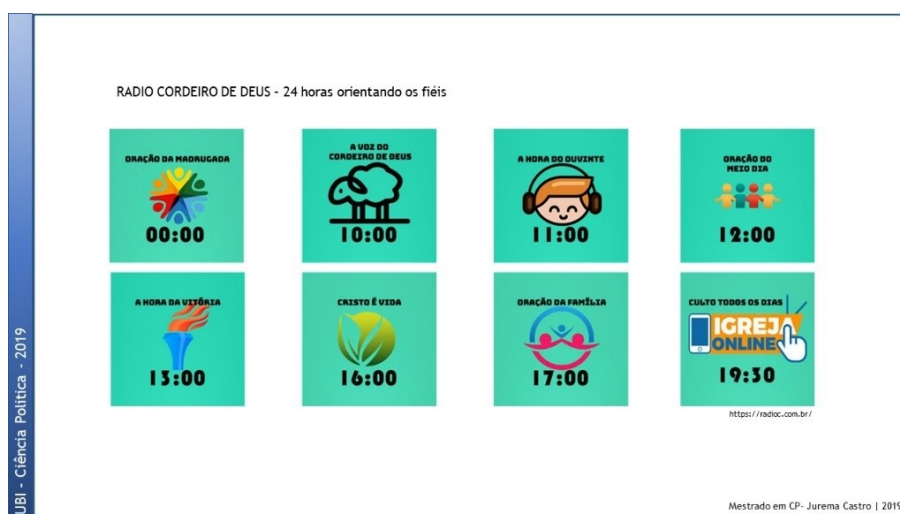 RADIO CORDEIRO DE DEUS - 24 horas orientando os fiéis
ORAÇÃO DA MADRUGADA
00:00
A VOZ DO
CORDEIRO DE DEUS
10:00
A HORA DO OUVINTE
11:00
ORAÇÃO DO
MEIO DIA
12:00
A HORA DA VITÓRIA
13:00
CRISTO É VIDA
16:00
ORAÇÃO DA FAMÍLIA
17:00
CULTO TODOS OS DIAS
IGREJA
ONLINE
19:30
https://radioc.com.br/
UBI - Ciência Política - 2019
Mestrado em CP- Jurema Castro | 2019